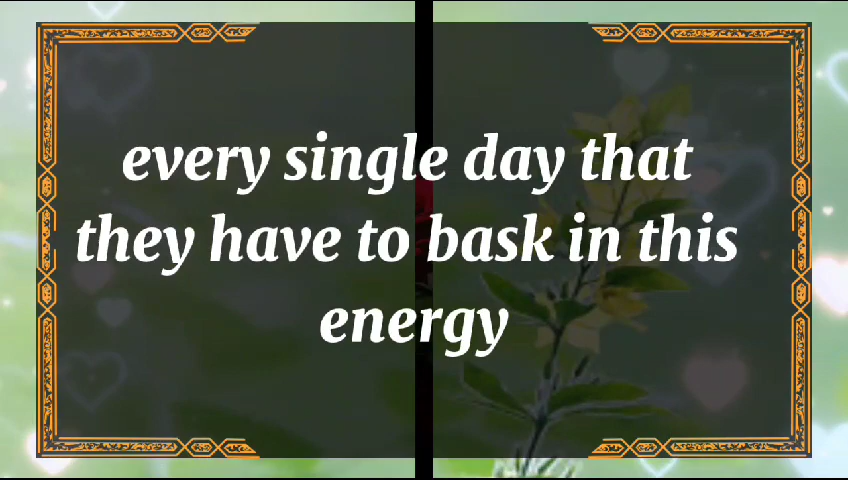 every single day that
they have to bask in this
energy